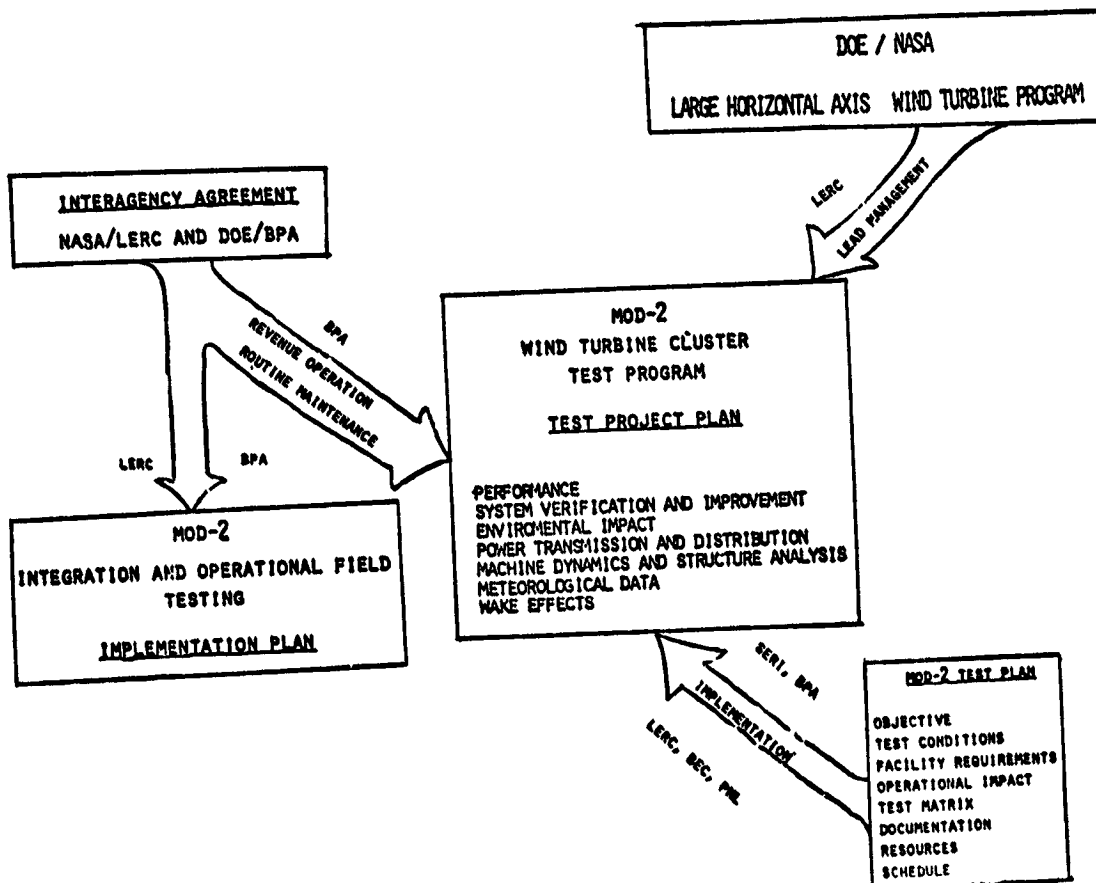 DOE / NASA
LARGE HORIZONTAL AXIS WIND TURBINE PROGRAM
LERC
LEAD MANAGEMENT
INTERAGENCY AGREEMENT
NASA/LERC AND DOE/BPA
BPA
REVENUE OPERATION
ROUTINE MAINTENANCE
LERC
BPA
MOD-2
INTEGRATION AND OPERATIONAL FIELD
TESTING
IMPLEMENTATION PLAN
MOD-2
WIND TURBINE CLUSTER
TEST PROGRAM
TEST PROJECT PLAN
PERFORMANCE
SYSTEM VERIFICATION AND IMPROVEMENT
ENVIROMENTAL IMPACT
POWER TRANSMISSION AND DISTRIBUTION
MACHINE DYNAMICS AND STRUCTURE ANALYSIS
METEOROLOGICAL DATA
WAKE EFFECTS
SERI, BPA
IMPLEMENTATION
LERC, BEC, PNL
MOD-2 TEST PLAN
OBJECTIVE
TEST CONDITIONS
FACILITY REQUIREMENTS
OPERATIONAL IMPACT
TEST MATRIX
DOCUMENTATION
RESOURCES
SCHEDULE